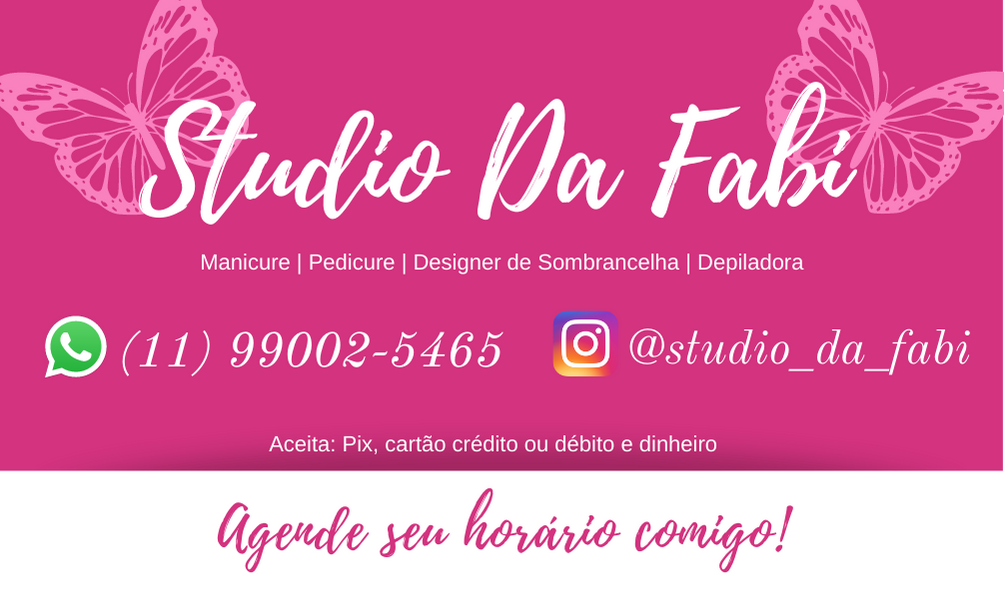 Studio Da Fabi
Manicure | Pedicure | Designer de Sombrancelha | Depiladora
(11) 99002-5465 @studio_da_fabi
Aceita: Pix, cartão crédito ou débito e dinheiro
Agende seu horário comigo!